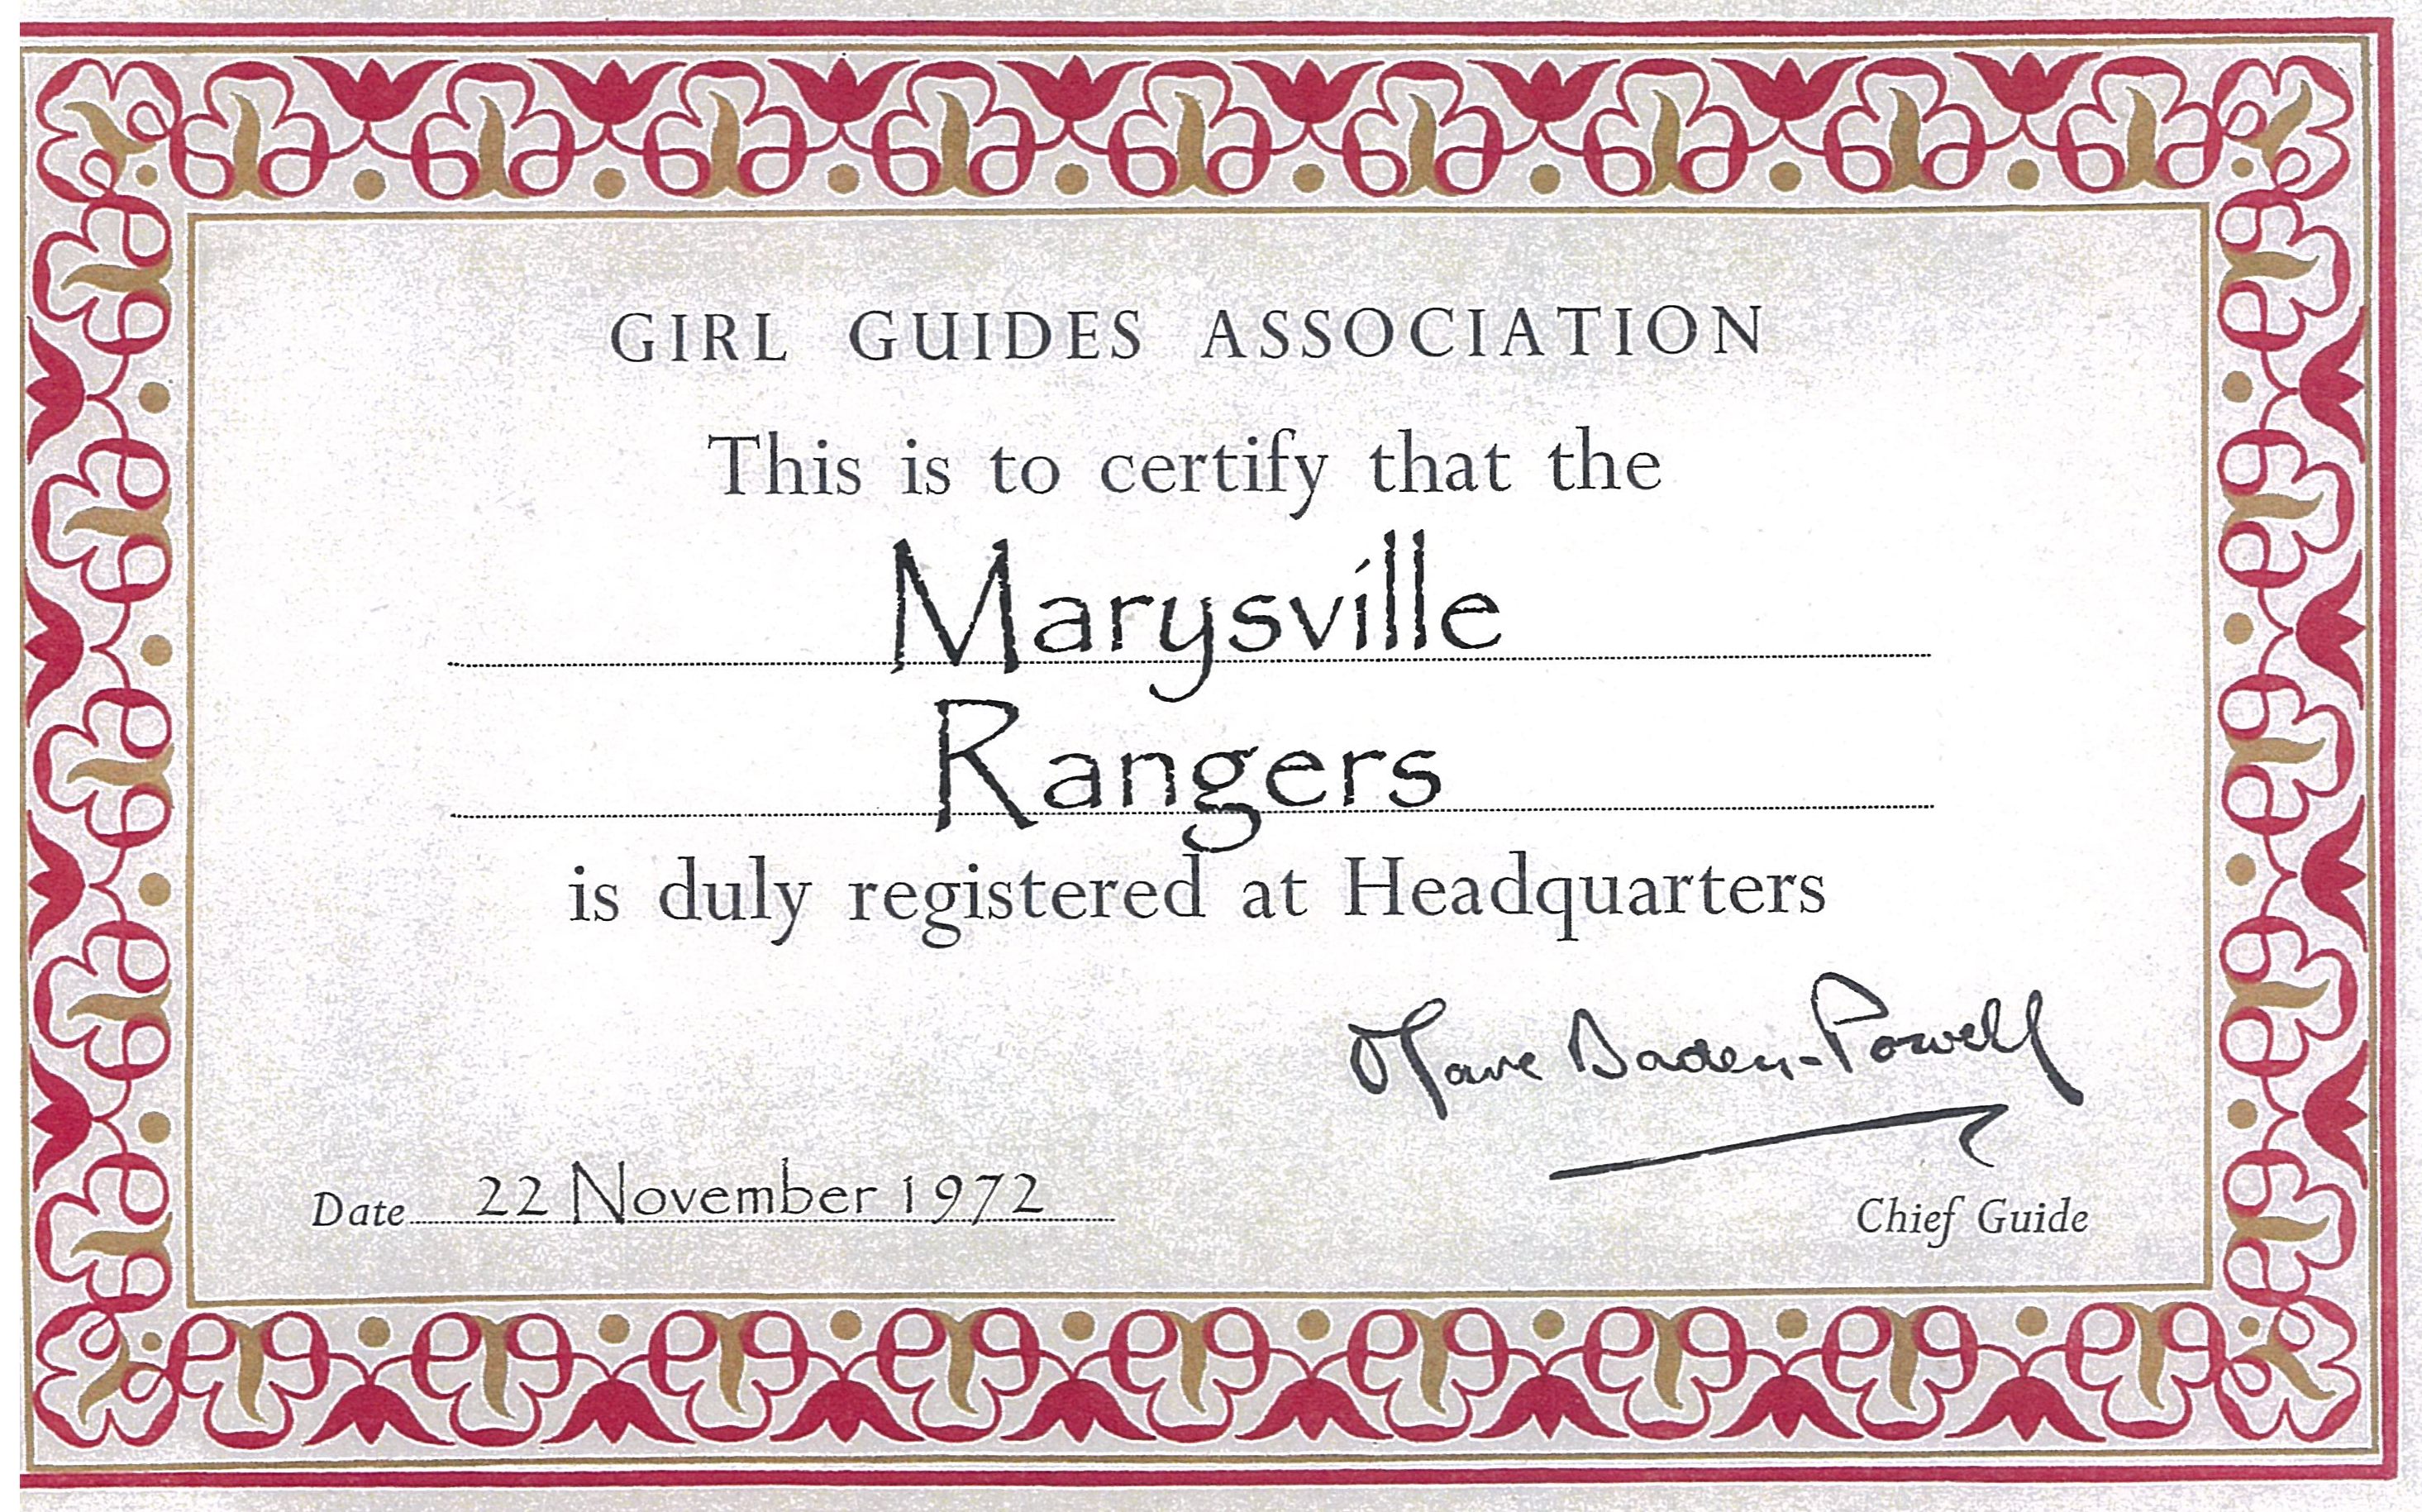 GIRL GUIDES ASSOCIATION
This is to certify that the
Marysville
Rangers
is duly registered at Headquarters
Olave Baden-Powell
Date 22 November 1972
Chief Guide